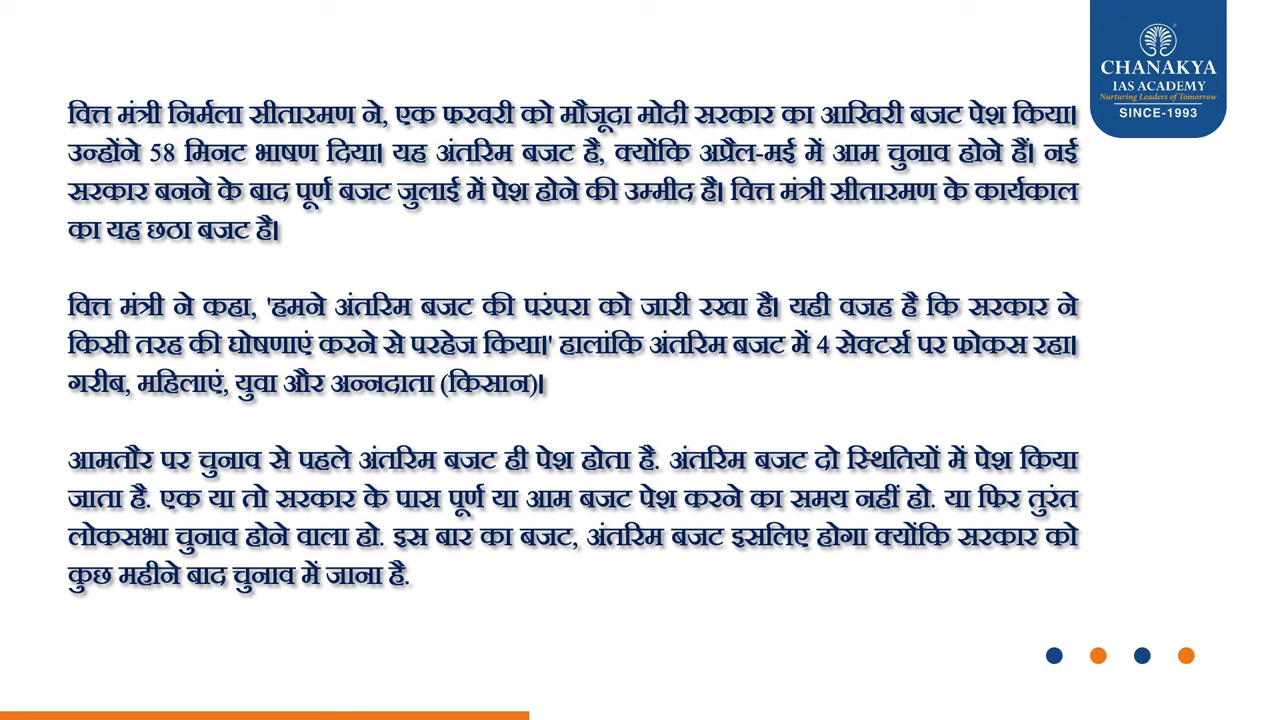 CHANAKYA
IAS ACADEMY
Nurturing Leaders of Tomorrow
SINCE-1993
वित्त मंत्री निर्मला सीतारमण ने, एक फरवरी को मौजूदा मोदी सरकार का आखिरी बजट पेश किया।
उन्होंने 58 मिनट भाषण दिया। यह अंतरिम बजट है, क्योंकि अप्रैल-मई में आम चुनाव होने हैं। नई
सरकार बनने के बाद पूर्ण बजट जुलाई में पेश होने की उम्मीद है। वित्त मंत्री सीतारमण के कार्यकाल
का यह छठा बजट है।
वित्त मंत्री ने कहा, 'हमने अंतरिम बजट की परंपरा को जारी रखा है। यही वजह है कि सरकार ने
किसी तरह की घोषणाएं करने से परहेज किया।' हालांकि अंतरिम बजट में 4 सेक्टर्स पर फोकस रहा।
गरीब, महिलाएं, युवा और अन्नदाता (किसान)।
आमतौर पर चुनाव से पहले अंतरिम बजट ही पेश होता है. अंतरिम बजट दो स्थितियों में पेश किया
जाता है. एक या तो सरकार के पास पूर्ण या आम बजट पेश करने का समय नहीं हो. या फिर तुरंत
लोकसभा चुनाव होने वाला हो. इस बार का बजट, अंतरिम बजट इसलिए होगा क्योंकि सरकार को
कुछ महीने बाद चुनाव में जाना है.